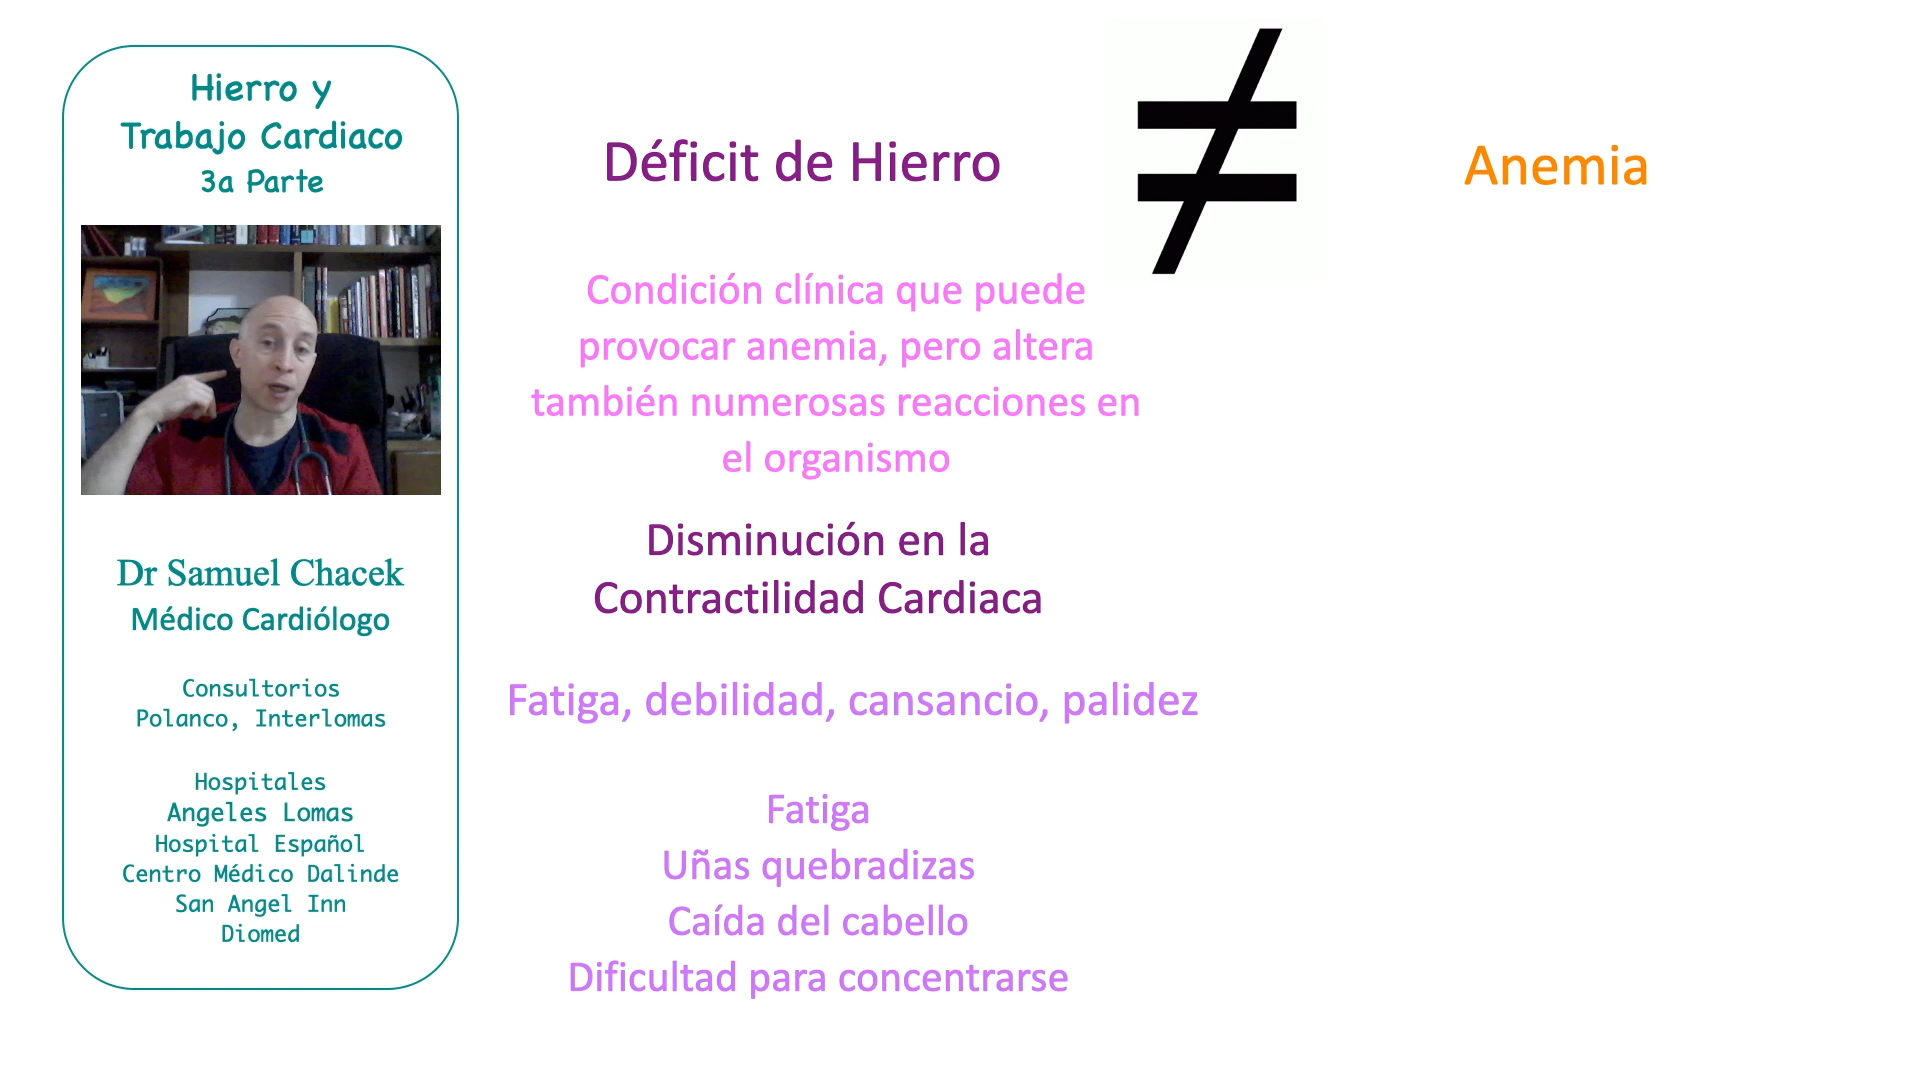 Hierro y
Trabajo Cardiaco
3a Parte
Dr Samuel Chacek
Médico Cardiólogo
Consultorios
Polanco, Interlomas
Hospitales
Angeles Lomas
Hospital Español
Centro Médico Dalinde
San Angel Inn
Diomed
Déficit de Hierro
≠
Anemia
Condición clínica que puede
provocar anemia, pero altera
también numerosas reacciones en
el organismo
Disminución en la
Contractilidad Cardiaca
Fatiga, debilidad, cansancio, palidez
Fatiga
Uñas quebradizas
Caída del cabello
Dificultad para concentrarse